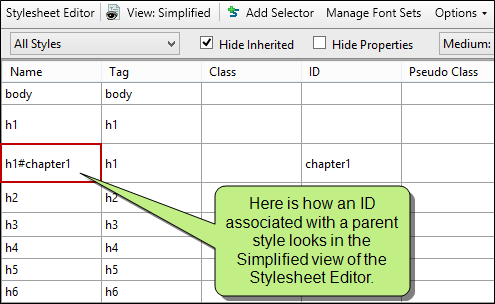 Stylesheet Editor View: Simplified Add Selector Manage Font Sets Options
All Styles Hide Inherited Hide Properties Medium:
Name Tag Class ID Pseudo Class
body body
h1 h1
h1#chapter1 h1 chapter1
h2 h2
h3 h3
h4 h4
h5 h5
h6 h6
Here is how an ID
associated with a parent
style looks in the
Simplified view of the
Stylesheet Editor.